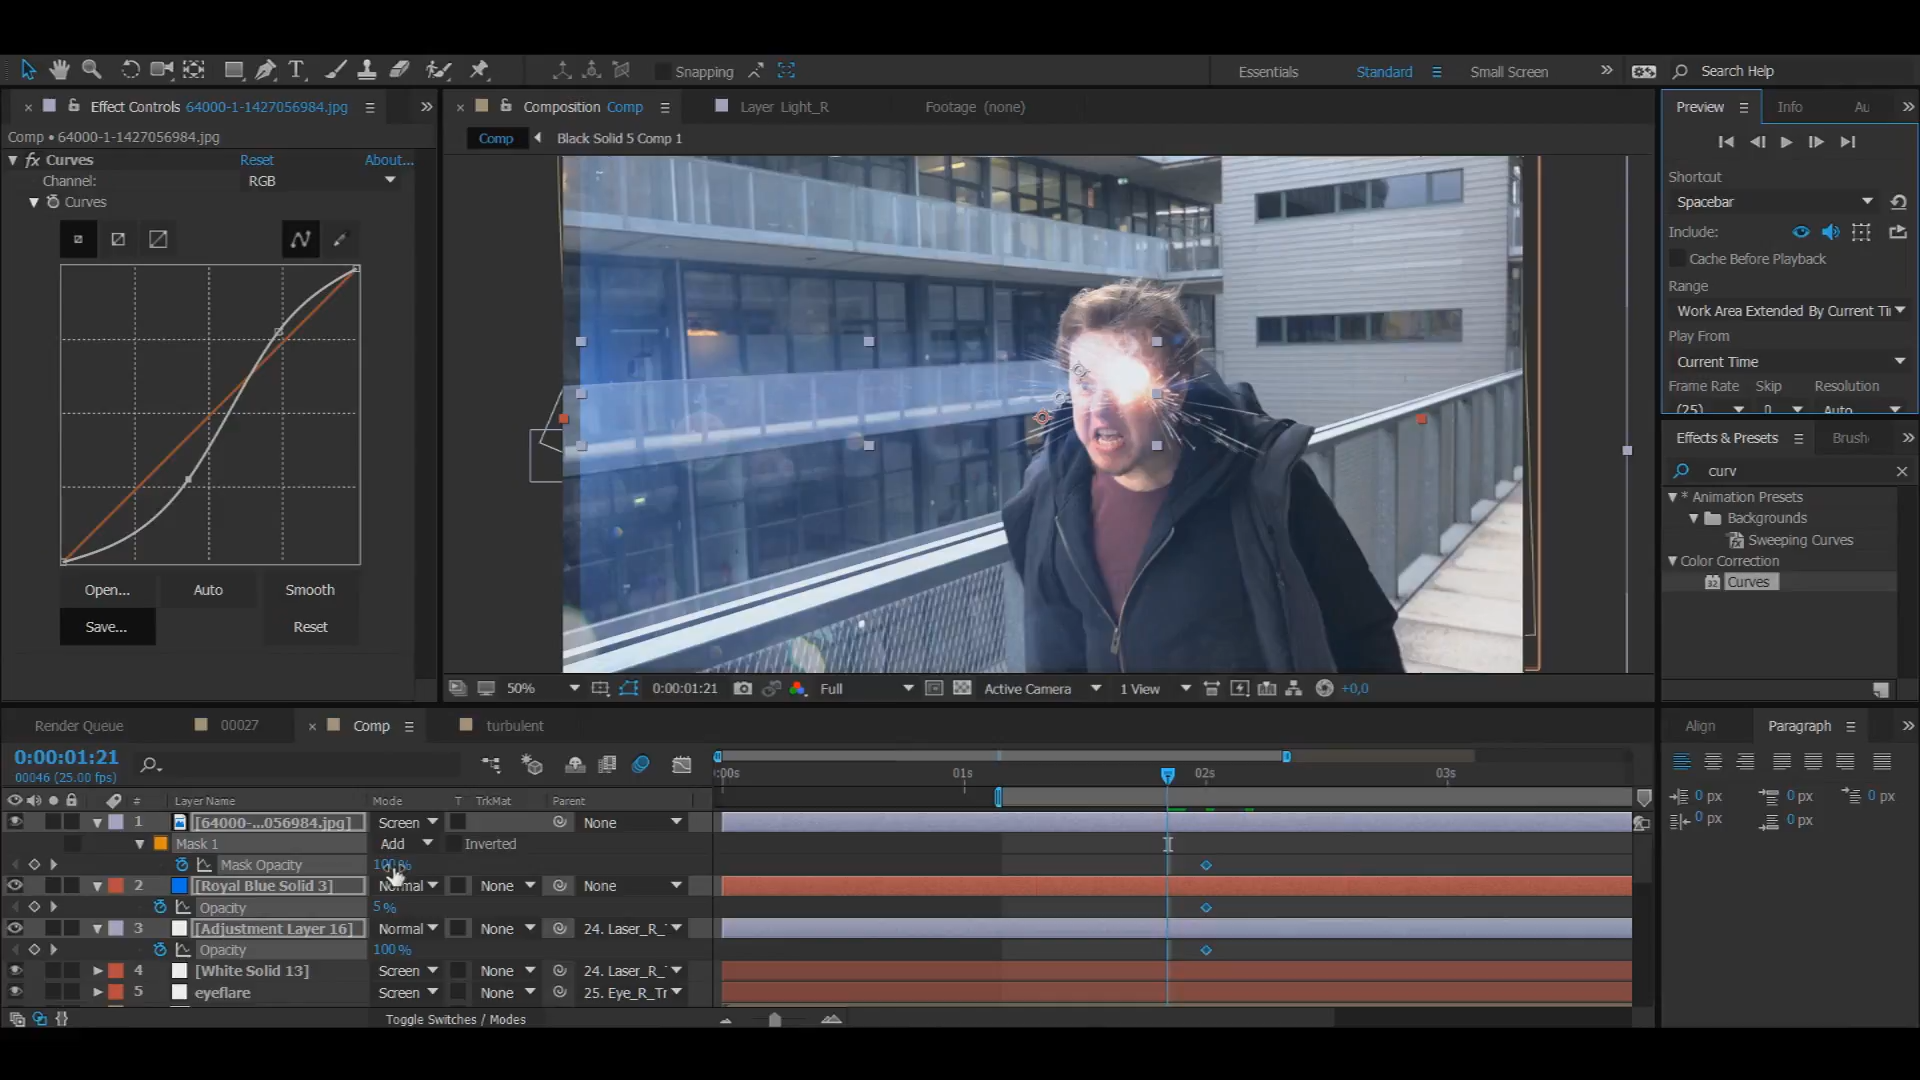 Snapping
Essentials
Standard
Small Screen
Search Help
Effect Controls 64000-1-1427056984.jpg
Composition Comp
Layer Light_R
Footage (none)
Preview
Info
Au
Comp • 64000-1-1427056984.jpg
Comp
Black Solid 5 Comp 1
fx Curves
Reset
About...
Channel:
RGB
Curves
Shortcut
Spacebar
Include:
Cache Before Playback
Range
Work Area Extended By Current Ti
Play From
Current Time
Frame Rate
Skip
Resolution
(25)
0
Auto
Effects & Presets
Brush
curv
* Animation Presets
Backgrounds
Sweeping Curves
Color Correction
32
Curves
Open...
Auto
Smooth
Save...
Reset
50%
0:00:01:21
Full
Active Camera
1 View
+0,0
Render Queue
00027
Comp
turbulent
Align
Paragraph
0:00:01:21
00046 (25.00 fps)
:00s
01s
02s
03s
#
Layer Name
Mode
T
TrkMat
Parent
0 px
0 px
0 px
0 px
0 px
1
[64000-...056984.jpg]
Screen
None
Mask 1
Add
Inverted
Mask Opacity
100%
2
[Royal Blue Solid 3]
Normal
None
None
Opacity
5%
3
[Adjustment Layer 16]
Normal
None
24. Laser_R_
Opacity
100%
4
[White Solid 13]
Screen
None
24. Laser_R_
5
eyeflare
Screen
None
25. Eye_R_Tr
Toggle Switches / Modes